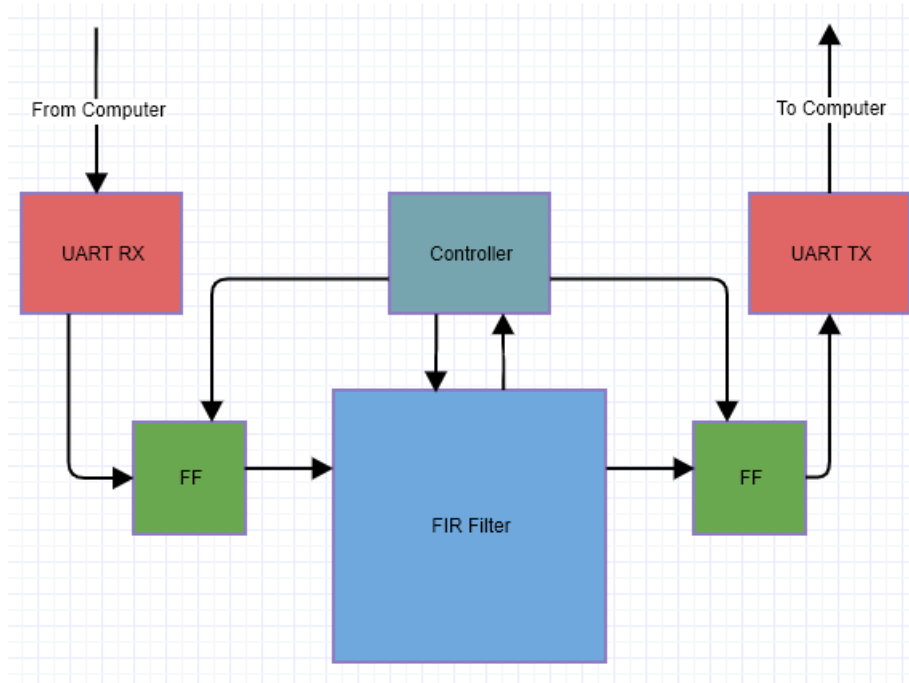 From Computer
To Computer
UART RX
Controller
UART TX
FF
FF
FIR Filter